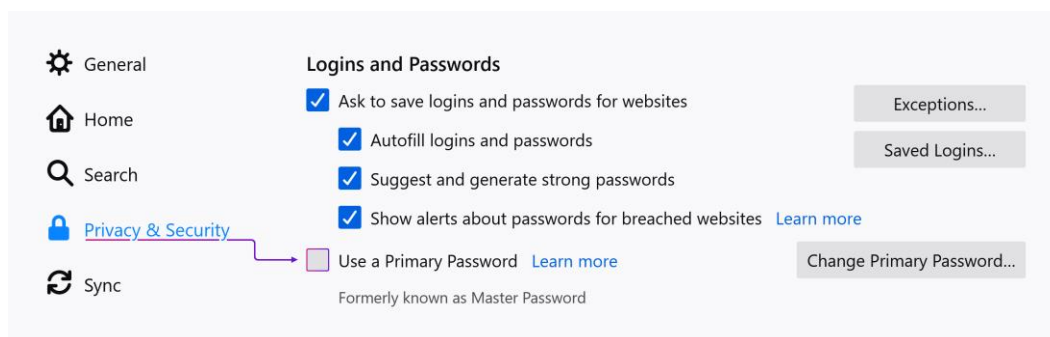 General
Home
Search
Privacy & Security
Sync
Logins and Passwords
Ask to save logins and passwords for websites
Exceptions...
Autofill logins and passwords
Saved Logins...
Suggest and generate strong passwords
Show alerts about passwords for breached websites Learn more
Use a Primary Password Learn more
Change Primary Password...
Formerly known as Master Password